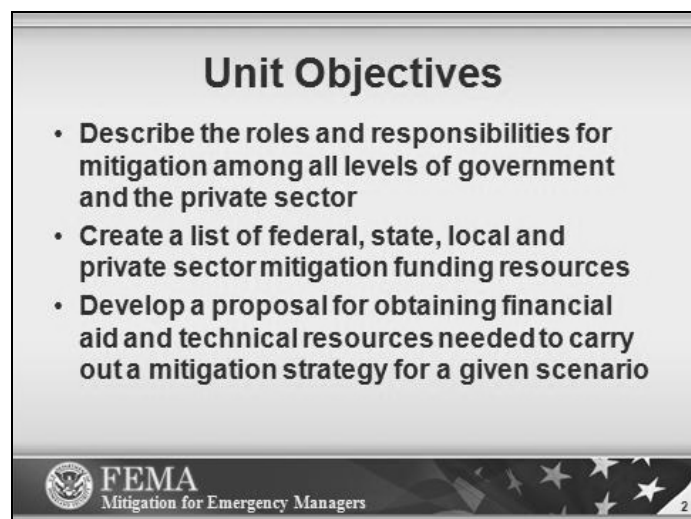 Unit Objectives
• Describe the roles and responsibilities for
mitigation among all levels of government
and the private sector
• Create a list of federal, state, local and
private sector mitigation funding resources
• Develop a proposal for obtaining financial
aid and technical resources needed to carry
out a mitigation strategy for a given scenario
FEMA
Mitigation for Emergency Managers
2